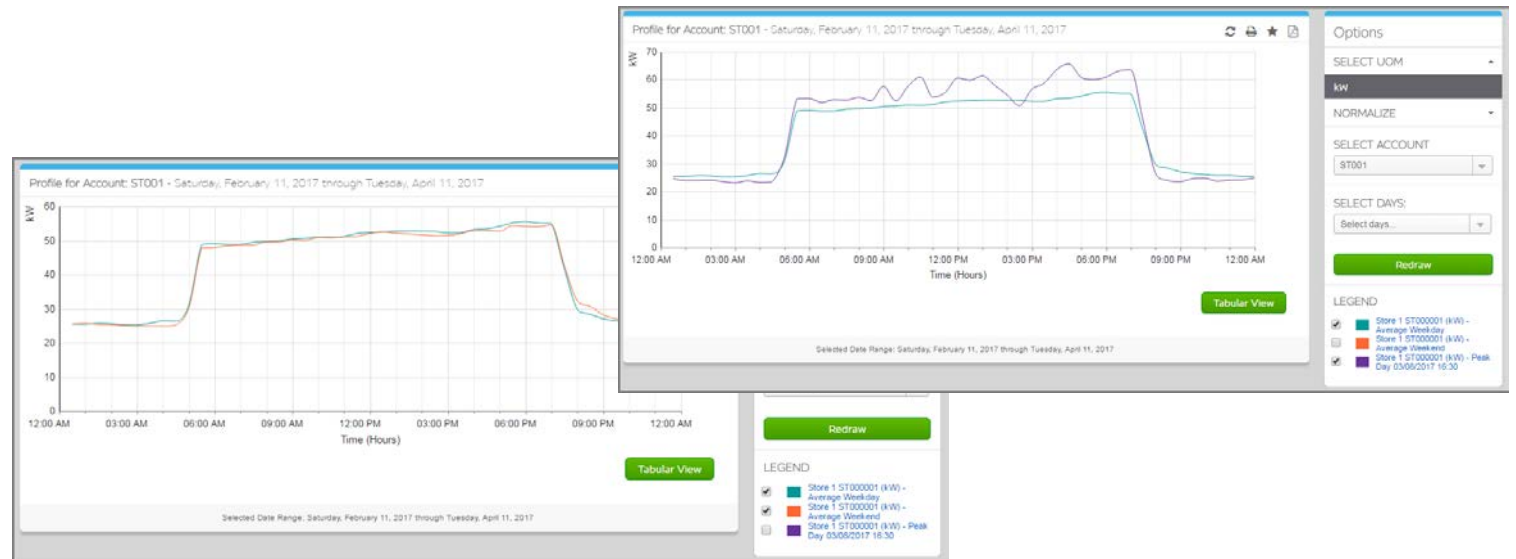 Profile for Account: ST001 - Saturday, February 11, 2017 through Tuesday, April 11, 2017
kW
70
60
50
40
30
20
10
0
12:00 AM 03:00 AM 06:00 AM 09:00 AM 12:00 PM 03:00 PM 06:00 PM 09:00 PM 12:00 AM
Time (Hours)
Tabular View
Selected Date Range: Saturday, February 11, 2017 through Tuesday, April 11, 2017
Options
SELECT UOM
kW
NORMALIZE
SELECT ACCOUNT
ST001
SELECT DAYS:
Select days...
Redraw
LEGEND
Store 1 ST000001 (kW) -
Average Weekday
Store 1 ST000001 (kW) -
Average Weekend
Store 1 ST000001 (kW) - Peak
Day 03/06/2017 16:30
Profile for Account: ST001 - Saturday, February 11, 2017 through Tuesday, April 11, 2017
kW
60
50
40
30
20
10
0
12:00 AM 03:00 AM 06:00 AM 09:00 AM 12:00 PM 03:00 PM 06:00 PM 09:00 PM 12:00 AM
Time (Hours)
Tabular View
Selected Date Range: Saturday, February 11, 2017 through Tuesday, April 11, 2017
Redraw
LEGEND
Store 1 ST000001 (kW) -
Average Weekday
Store 1 ST000001 (kW) -
Average Weekend
Store 1 ST000001 (kW) - Peak
Day 03/06/2017 16:30